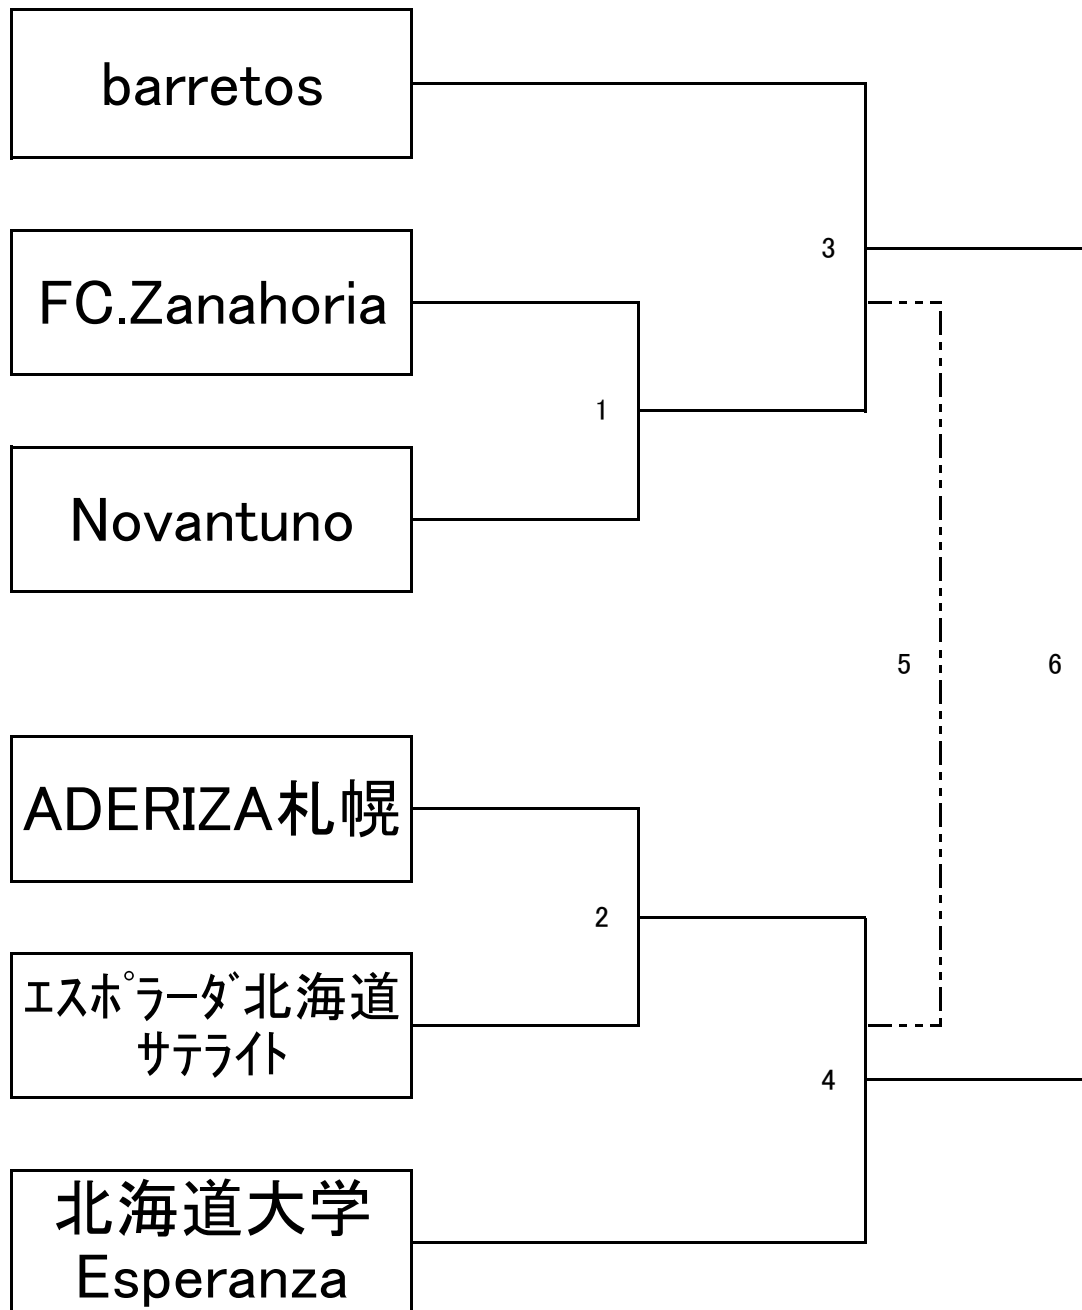 barretos
3
FC.Zanahoria
1
Novantuno
5
6
ADERIZA札幌
2
ｴｽﾎﾟﾗｰﾀﾞ北海道
ｻﾃﾗｲﾄ
4
北海道大学
Esperanza